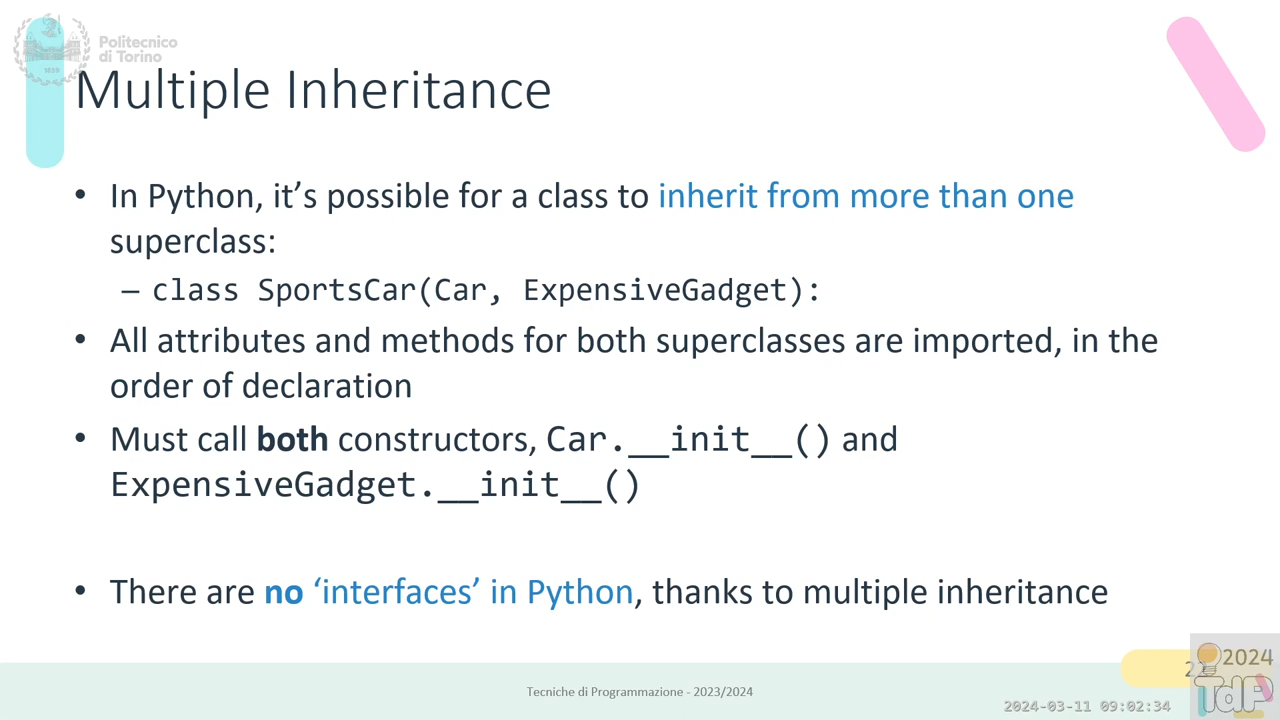 Politecnico
di Torino
1859
Multiple Inheritance
• In Python, it’s possible for a class to inherit from more than one
superclass:
– class SportsCar(Car, ExpensiveGadget):
• All attributes and methods for both superclasses are imported, in the
order of declaration
• Must call both constructors, Car.__init__() and
ExpensiveGadget.__init__()
• There are no ‘interfaces’ in Python, thanks to multiple inheritance
2024
TdP
Tecniche di Programmazione - 2023/2024
2024-03-11 09:02:34